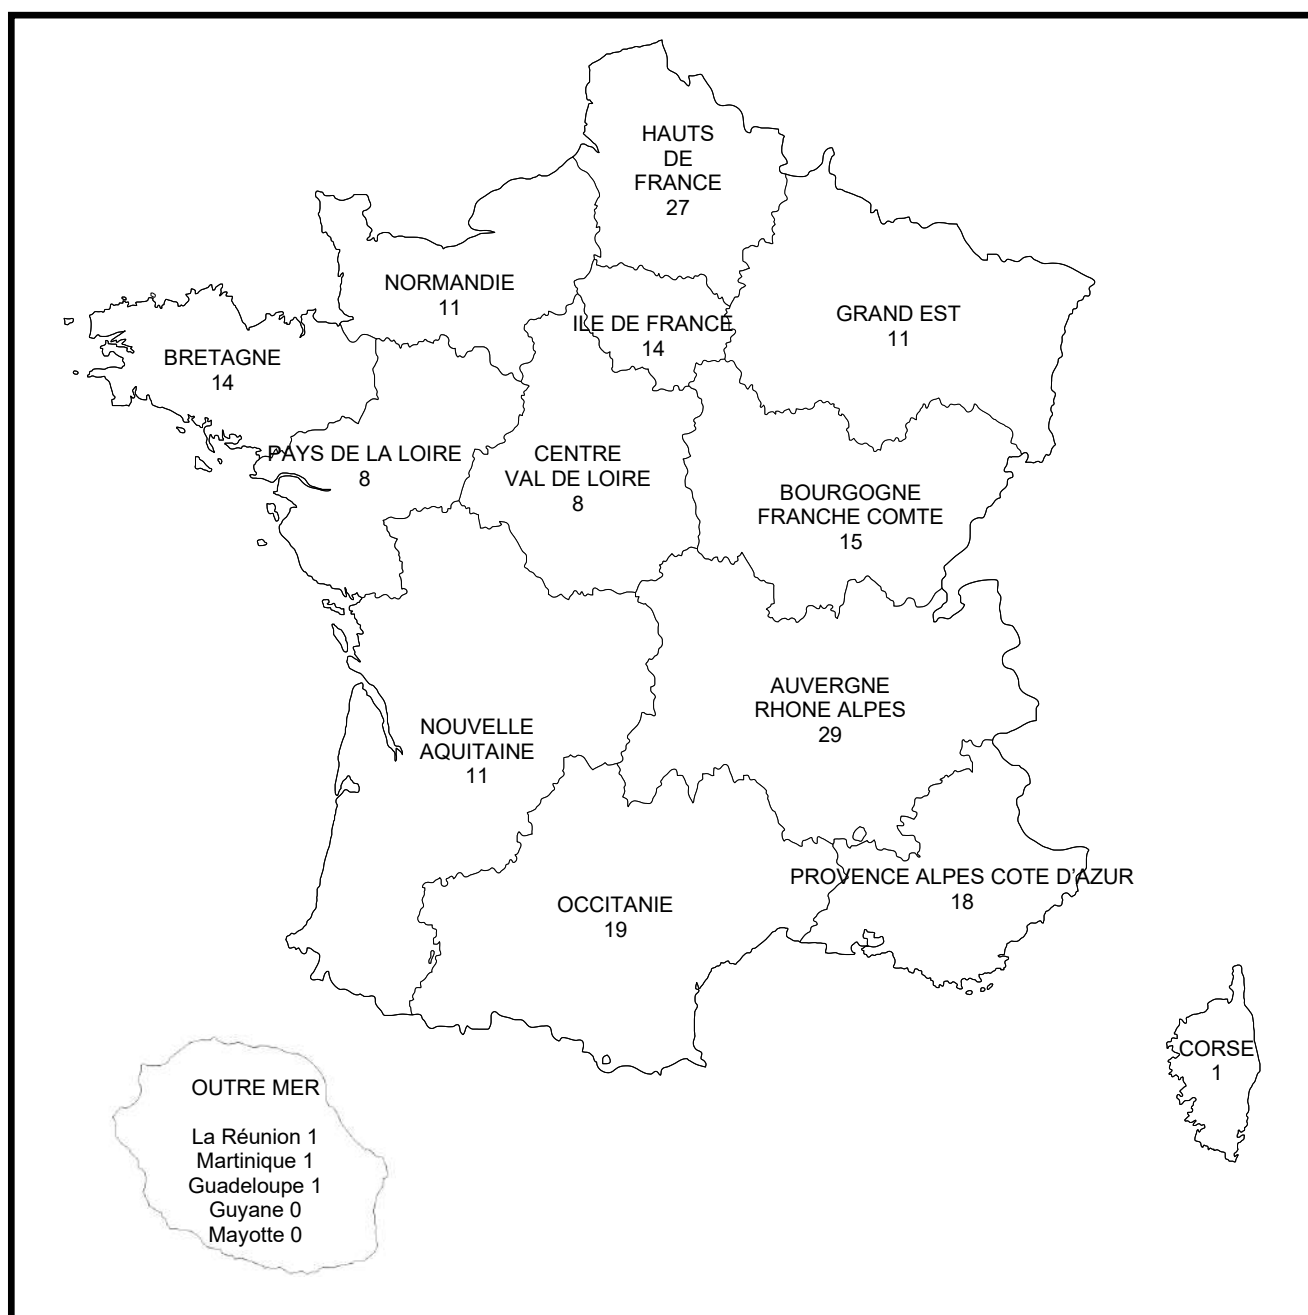 HAUTS
DE
FRANCE
27
NORMANDIE
11
ILE DE FRANCE
14
GRAND EST
11
BRETAGNE
14
PAYS DE LA LOIRE
8
CENTRE
VAL DE LOIRE
8
BOURGOGNE
FRANCHE COMTE
15
AUVERGNE
RHONE ALPES
29
NOUVELLE
AQUITAINE
11
PROVENCE ALPES COTE D'AZUR
18
OCCITANIE
19
CORSE
1
OUTRE MER
La Réunion 1
Martinique 1
Guadeloupe 1
Guyane 0
Mayotte 0